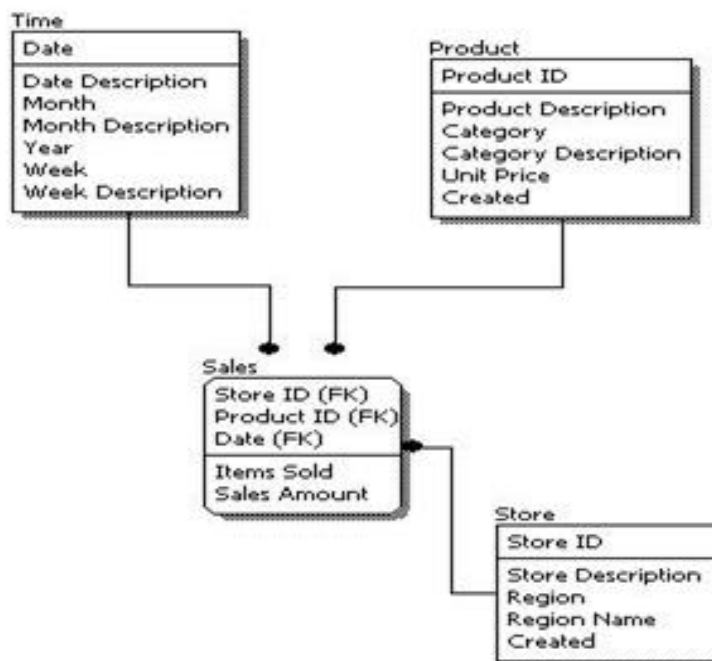 Time
Date
Date Description
Month
Month Description
Year
Week
Week Description
Product
Product ID
Product Description
Category
Category Description
Unit Price
Created
Sales
Store ID (FK)
Product ID (FK)
Date (FK)
Items Sold
Sales Amount
Store
Store ID
Store Description
Region
Region Name
Created